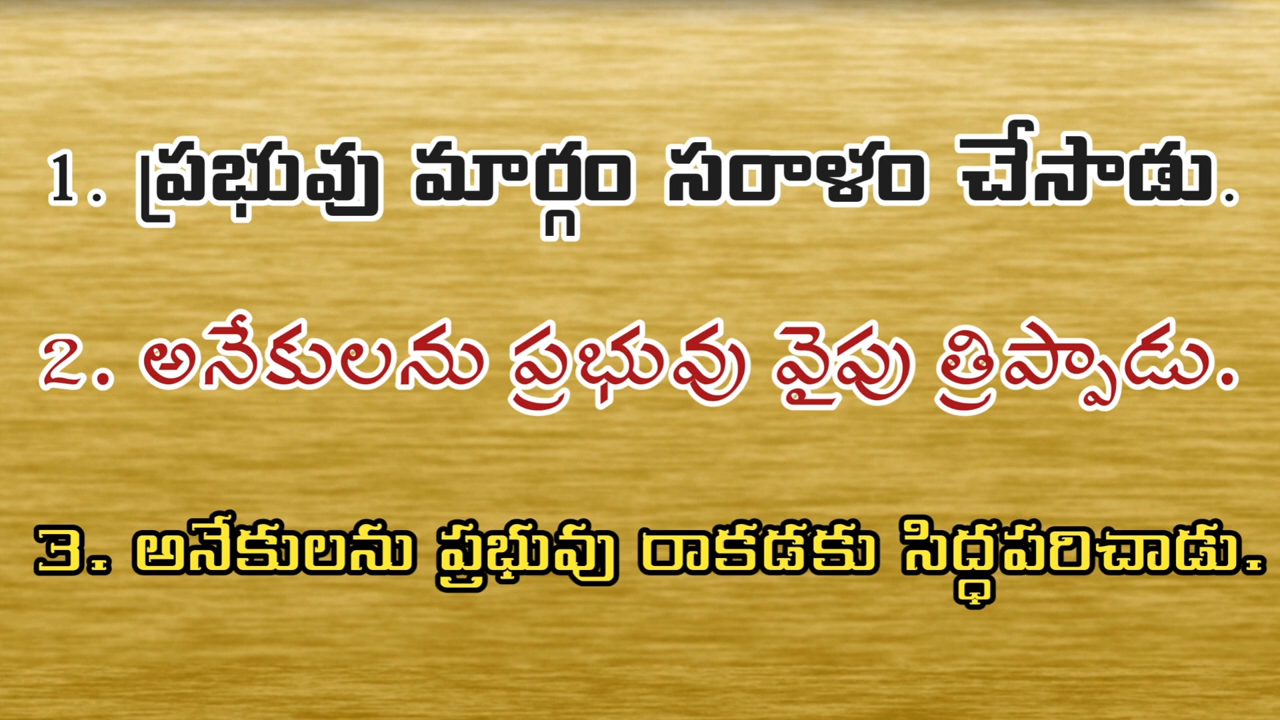 1. ప్రభువు మార్గం సరాళం చేసాడు.
2. అనేకులను ప్రభువు వైపు త్రిప్పాడు.
3. అనేకులను ప్రభువు రాకడకు సిద్ధపరిచాడు.